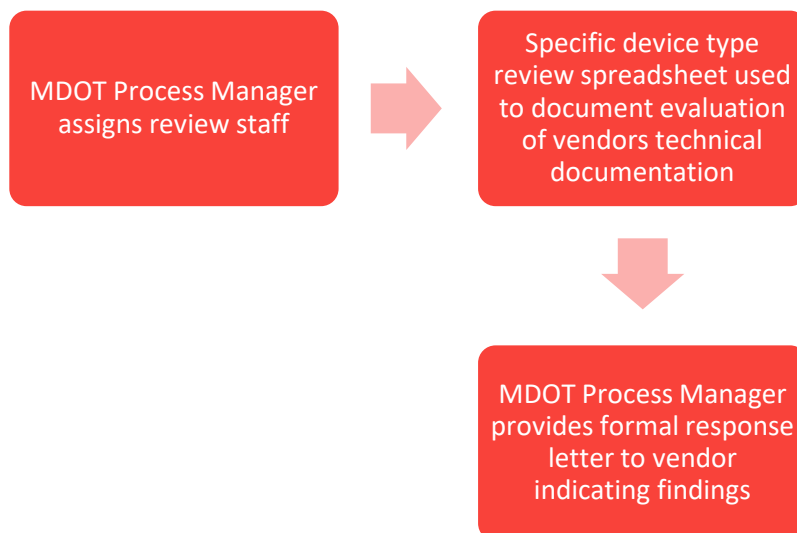 MDOT Process Manager
assigns review staff
Specific device type
review spreadsheet used
to document evaluation
of vendors technical
documentation
MDOT Process Manager
provides formal response
letter to vendor
indicating findings